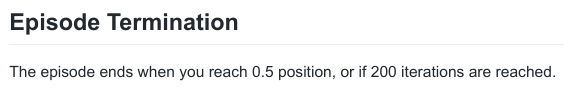 Episode Termination
The episode ends when you reach 0.5 position, or if 200 iterations are reached.